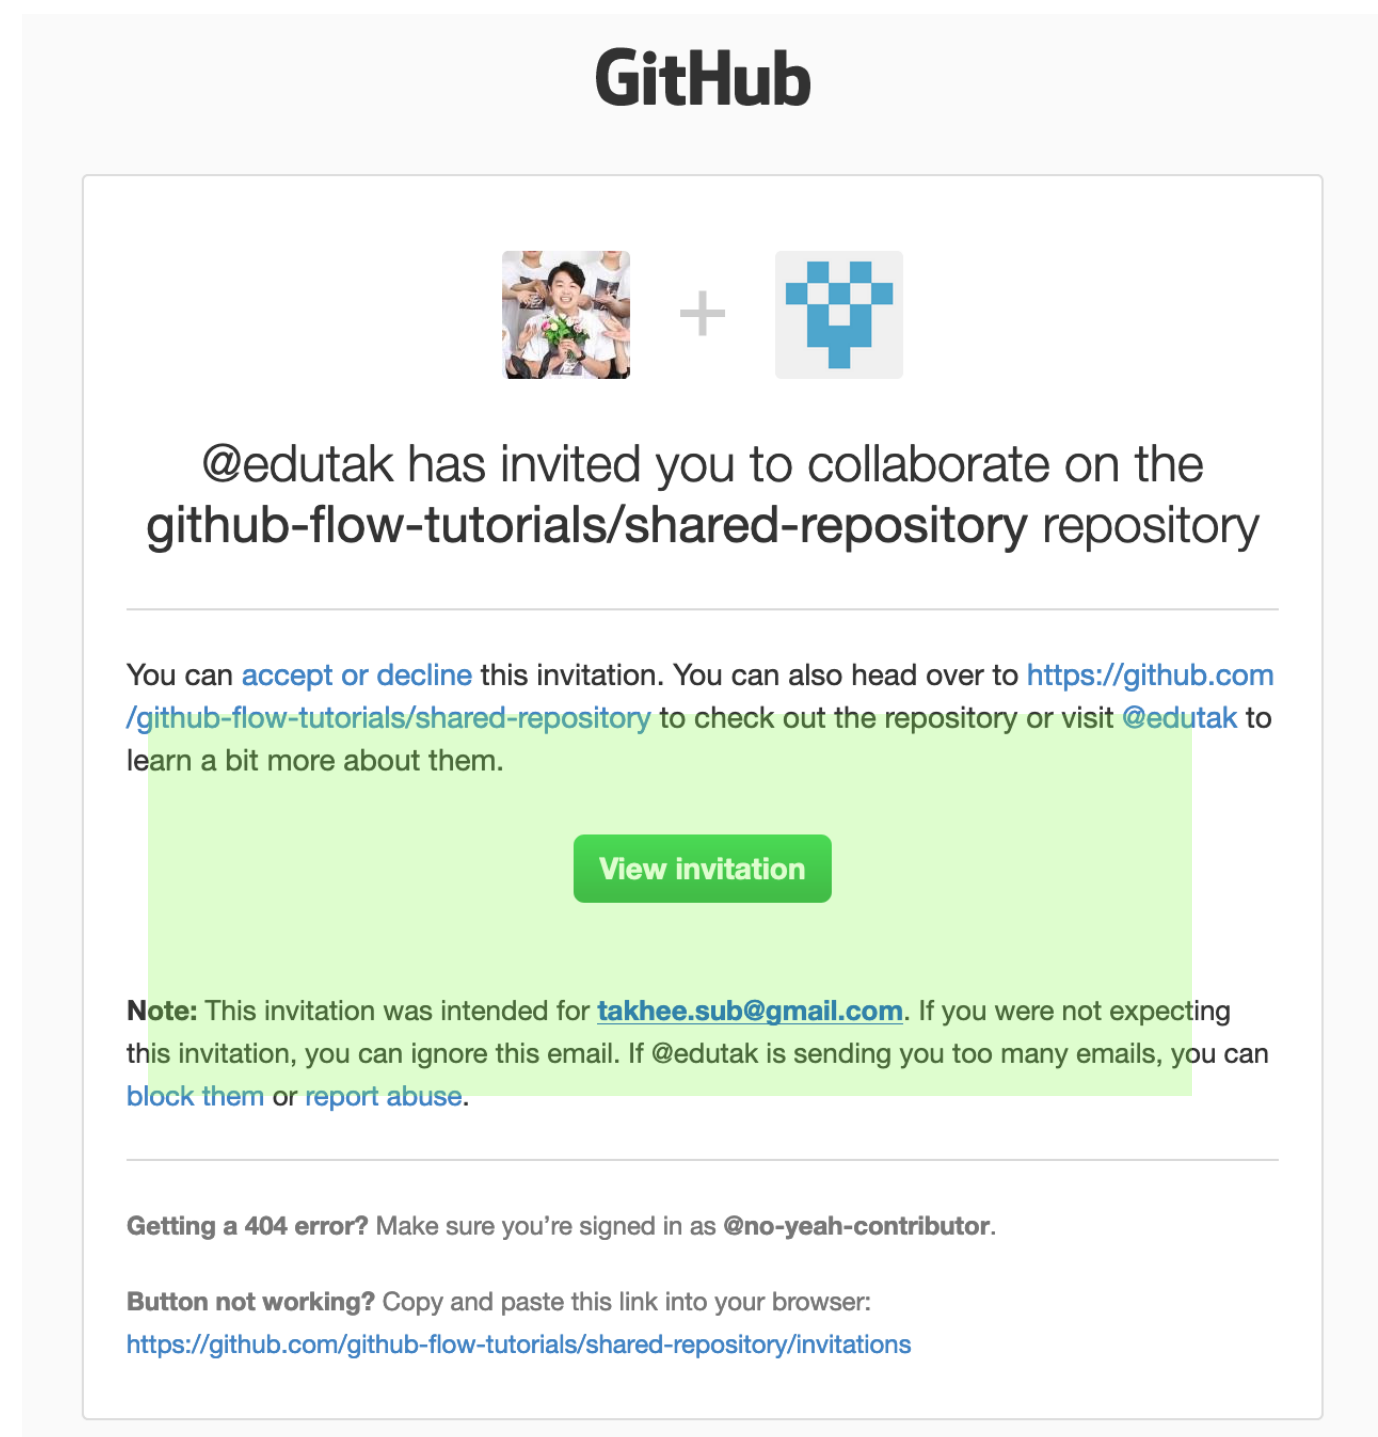 GitHub
@edutak has invited you to collaborate on the
github-flow-tutorials/shared-repository repository
You can accept or decline this invitation. You can also head over to https://github.com
/github-flow-tutorials/shared-repository to check out the repository or visit @edutak to
learn a bit more about them.
View invitation
Note: This invitation was intended for takhee.sub@gmail.com. If you were not expecting
this invitation, you can ignore this email. If @edutak is sending you too many emails, you can
block them or report abuse.
Getting a 404 error? Make sure you’re signed in as @no-yeah-contributor.
Button not working? Copy and paste this link into your browser:
https://github.com/github-flow-tutorials/shared-repository/invitations